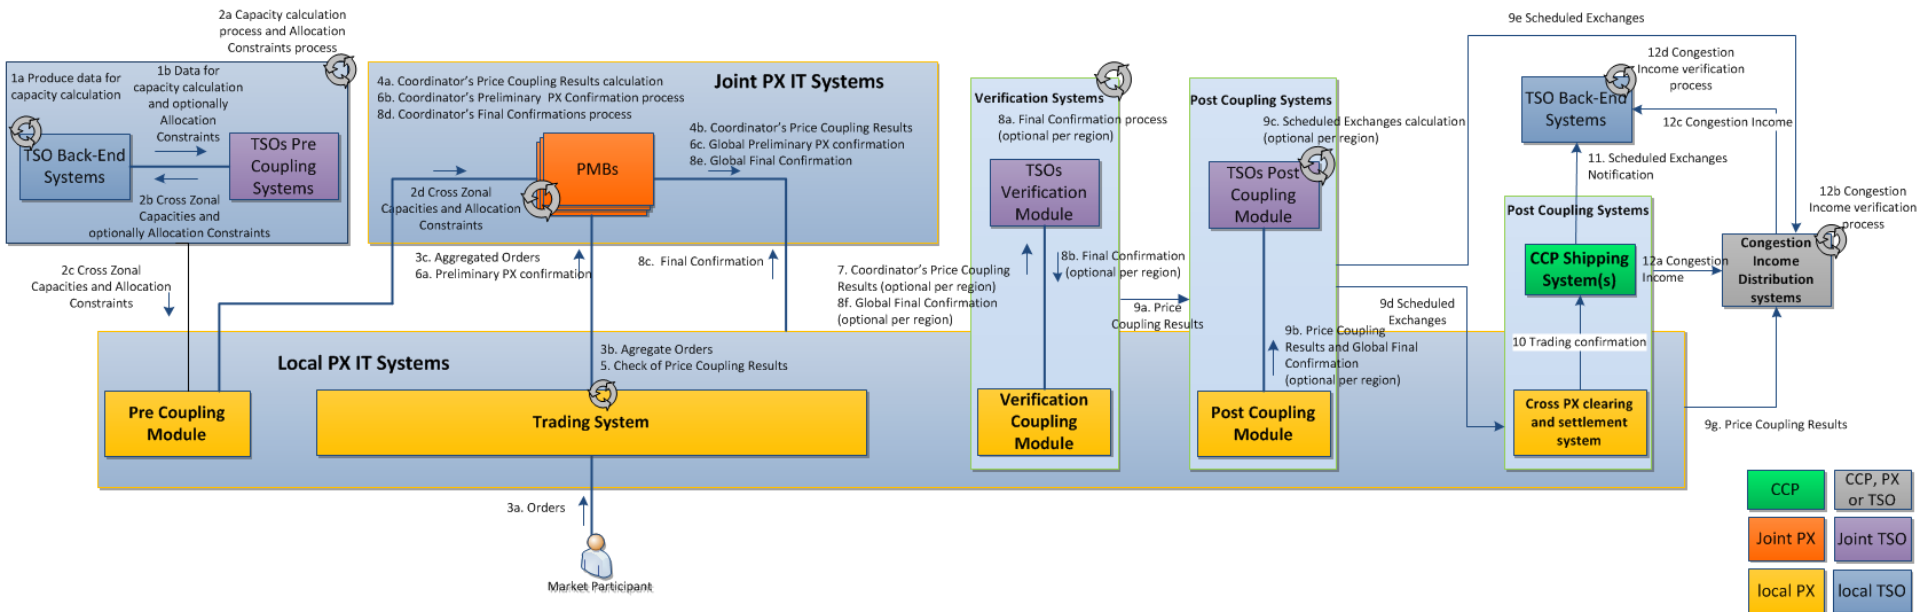 2a Capacity calculation
process and Allocation
Constraints process
1a Produce data for
capacity calculation
1b Data for
capacity calculation
and optionally
Allocation
Constraints
TSO Back-End
Systems
TSOs Pre
Coupling
Systems
2b Cross Zonal
Capacities and
optionally Allocation Constraints
2c Cross Zonal
Capacities and Allocation
Constraints
4a. Coordinator's Price Coupling Results calculation
6b. Coordinator's Preliminary PX Confirmation process
8d. Coordinator's Final Confirmations process
Joint PX IT Systems
PMBs
4b. Coordinator's Price Coupling Results
6c. Global Preliminary PX confirmation
8e. Global Final Confirmation
2d Cross Zonal
Capacities and Allocation
Constraints
3c. Aggregated Orders
6a. Preliminary PX confirmation
8c. Final Confirmation
Local PX IT Systems
3b. Agregate Orders
5. Check of Price Coupling Results
Pre Coupling
Module
Trading System
3a. Orders
Market Participant
Verification Systems
8a. Final Confirmation process
(optional per region)
TSOs
Verification
Module
7. Coordinator's Price Coupling
Results (optional per region)
8f. Global Final Confirmation
(optional per region)
8b. Final Confirmation
(optional per region)
Verification
Coupling
Module
9a. Price
Coupling Results
Post Coupling Systems
9c. Scheduled Exchanges calculation
(optional per region)
TSOs Post
Coupling
Module
9b. Price Coupling
Results and Global Final
Confirmation
(optional per region)
Post Coupling
Module
9d Scheduled
Exchanges
9e Scheduled Exchanges
TSO Back-End
Systems
12d Congestion
Income verification
process
12c Congestion Income
11. Scheduled Exchanges
Notification
Post Coupling Systems
CCP Shipping
System(s)
12a Congestion
Income
12b Congestion
Income verification
process
Congestion
Income
Distribution
systems
10 Trading confirmation
Cross PX clearing
and settlement
system
9g. Price Coupling Results
CCP
CCP, PX
or TSO
Joint PX
Joint TSO
local PX
local TSO